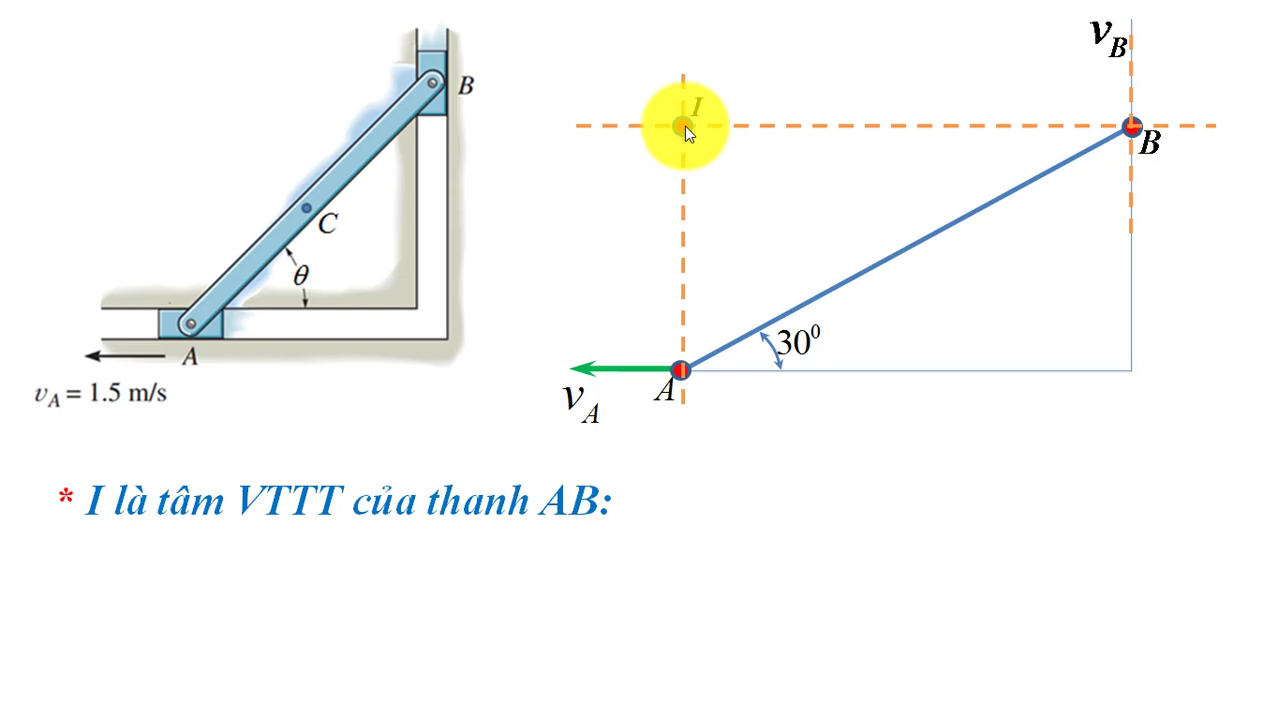 B
C
θ
A
v_A = 1.5 m/s
v_B
I
B
30⁰
A
v_A
* I là tâm VTTT của thanh AB: